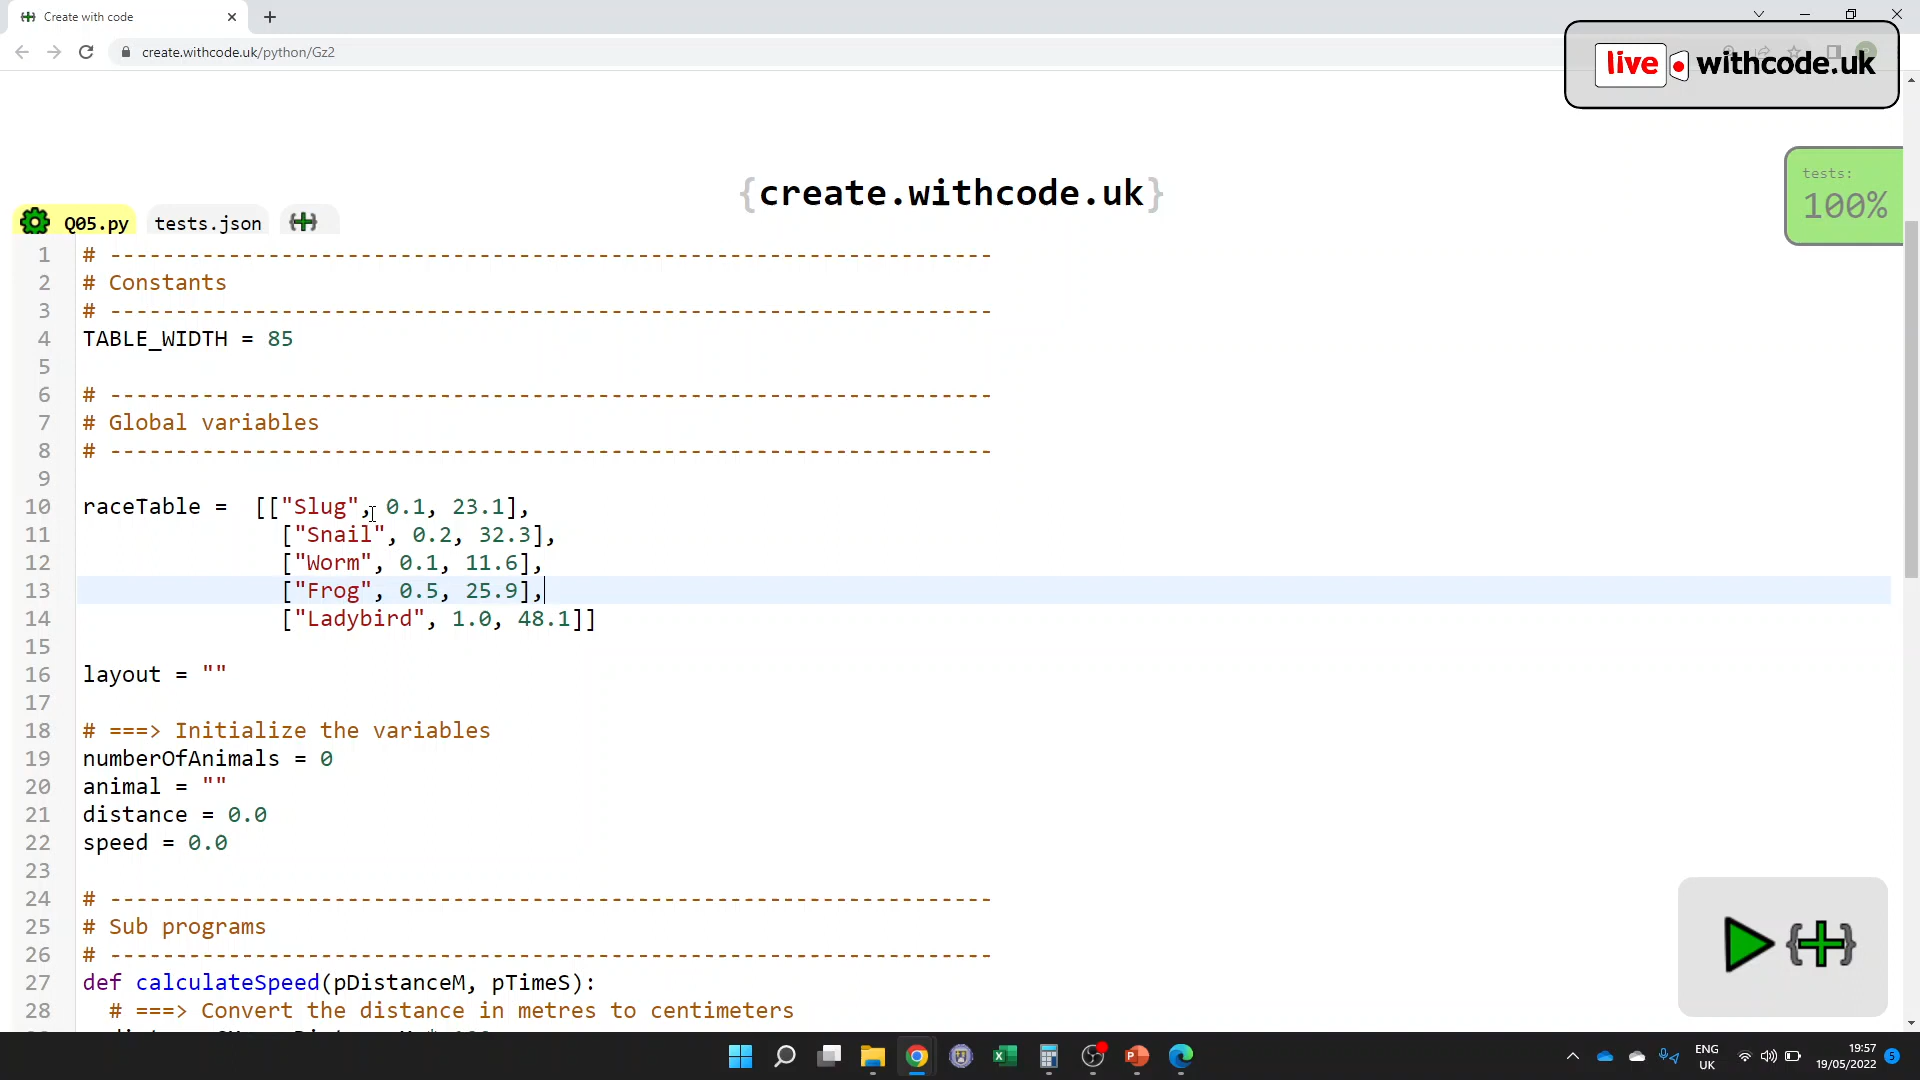 Create with code
create.withcode.uk/python/Gz2
live withcode.uk
{create.withcode.uk}
tests:
100%
Q05.py tests.json
1 # -------------------------------------------------------------------
2 # Constants
3 # -------------------------------------------------------------------
4 TABLE_WIDTH = 85
5
6 # -------------------------------------------------------------------
7 # Global variables
8 # -------------------------------------------------------------------
9
10 raceTable =  [["Slug", 0.1, 23.1],
11 ["Snail", 0.2, 32.3],
12 ["Worm", 0.1, 11.6],
13 ["Frog", 0.5, 25.9],
14 ["Ladybird", 1.0, 48.1]]
15
16 layout = ""
17
18 # ===> Initialize the variables
19 numberOfAnimals = 0
20 animal = ""
21 distance = 0.0
22 speed = 0.0
23
24 # -------------------------------------------------------------------
25 # Sub programs
26 # -------------------------------------------------------------------
27 def calculateSpeed(pDistanceM, pTimeS):
28 # ===> Convert the distance in metres to centimeters
ENG
UK
19:57
19/05/2022
5